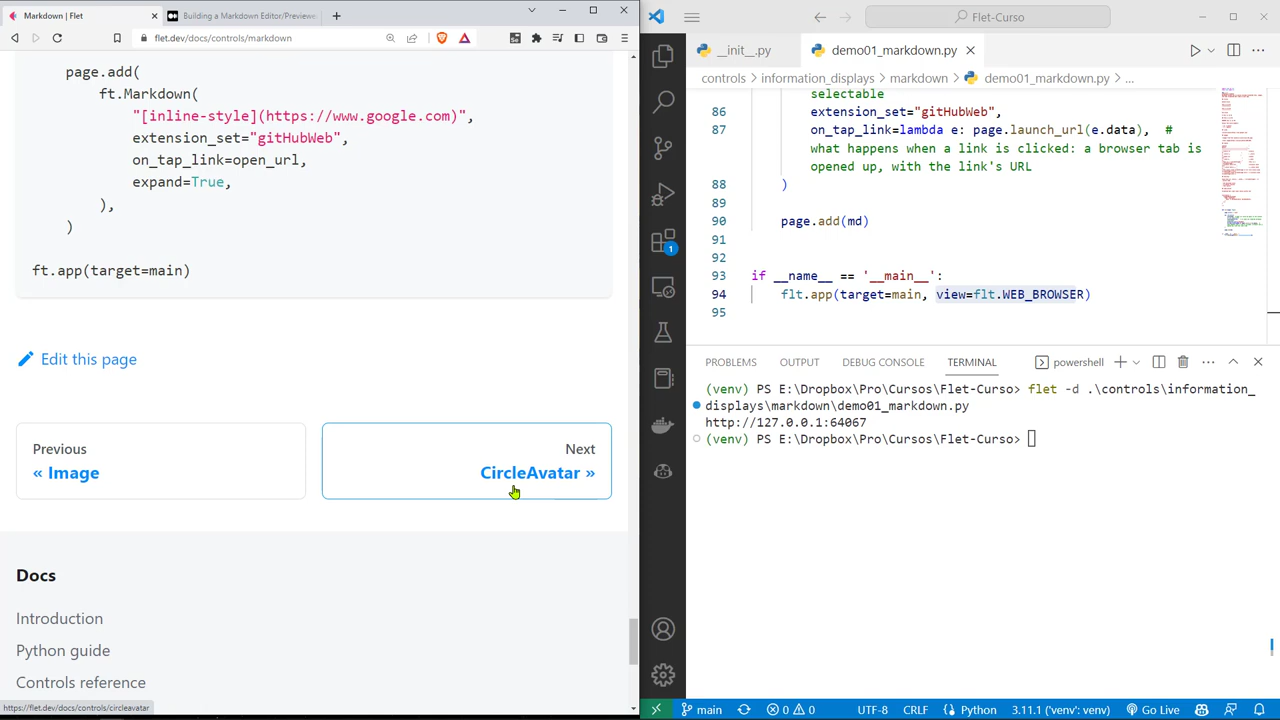 Markdown | Flet
Building a Markdown Editor/Previewe
flet.dev/docs/controls/markdown
page.add(
ft.Markdown(
"[inline-style](https://www.google.com)",
extension_set="gitHubWeb",
on_tap_link=open_url,
expand=True,
),
)
ft.app(target=main)
Edit this page
Previous
« Image
Next
CircleAvatar »
Docs
Introduction
Python guide
Controls reference
https://flet.dev/docs/controls/circleavatar
Flet-Curso
__init__.py
demo01_markdown.py
controls
information_displays
markdown
demo01_markdown.py
...
selectable
86 extension_set="gitHubWeb",
87 on_tap_link=lambda e: page.launch_url(e.data), #
what happens when a link is clicked: a browser tab is
opened up, with the link's URL
88 )
89
90 page.add(md)
91
92
93 if __name__ == '__main__':
94 flt.app(target=main, view=flt.WEB_BROWSER)
95
PROBLEMS OUTPUT DEBUG CONSOLE TERMINAL
powershell
(venv) PS E:\Dropbox\Pro\Cursos\Flet-Curso> flet -d .\controls\information_
displays\markdown\demo01_markdown.py
http://127.0.0.1:64067
(venv) PS E:\Dropbox\Pro\Cursos\Flet-Curso>
1
main
0
0
UTF-8
CRLF
Python
3.11.1 ('venv': venv)
Go Live